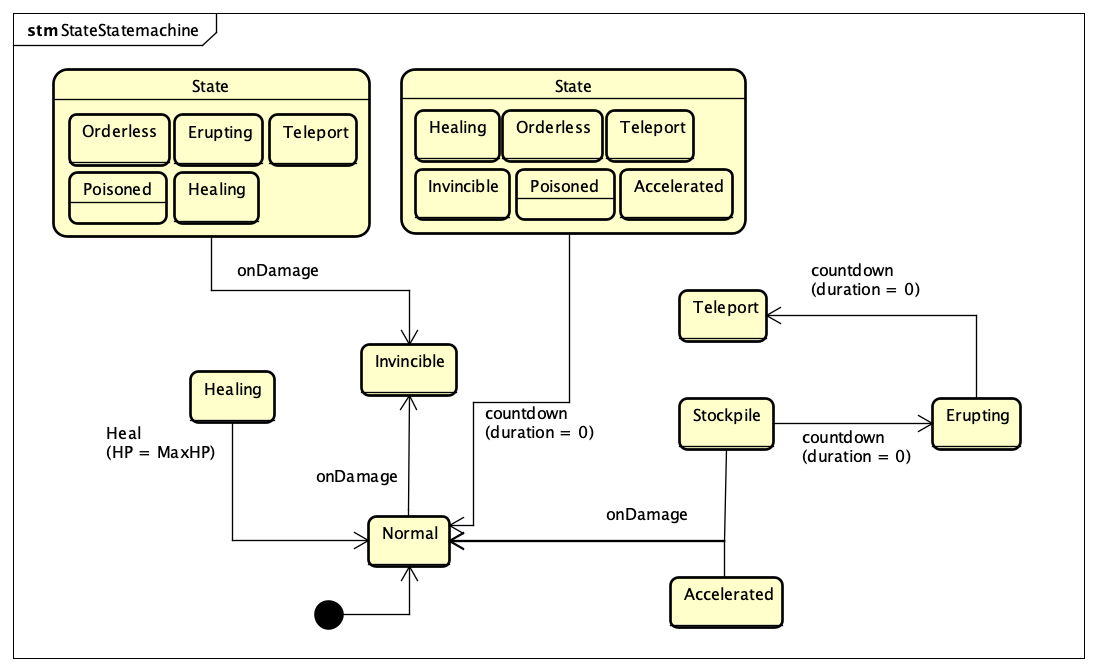 stm StateStatemachine
State
Orderless
Erupting
Teleport
Poisoned
Healing
State
Healing
Orderless
Teleport
Invincible
Poisoned
Accelerated
onDamage
countdown
(duration = 0)
Teleport
Invincible
Healing
Heal
(HP = MaxHP)
countdown
(duration = 0)
Stockpile
Erupting
countdown
(duration = 0)
onDamage
onDamage
Normal
Accelerated